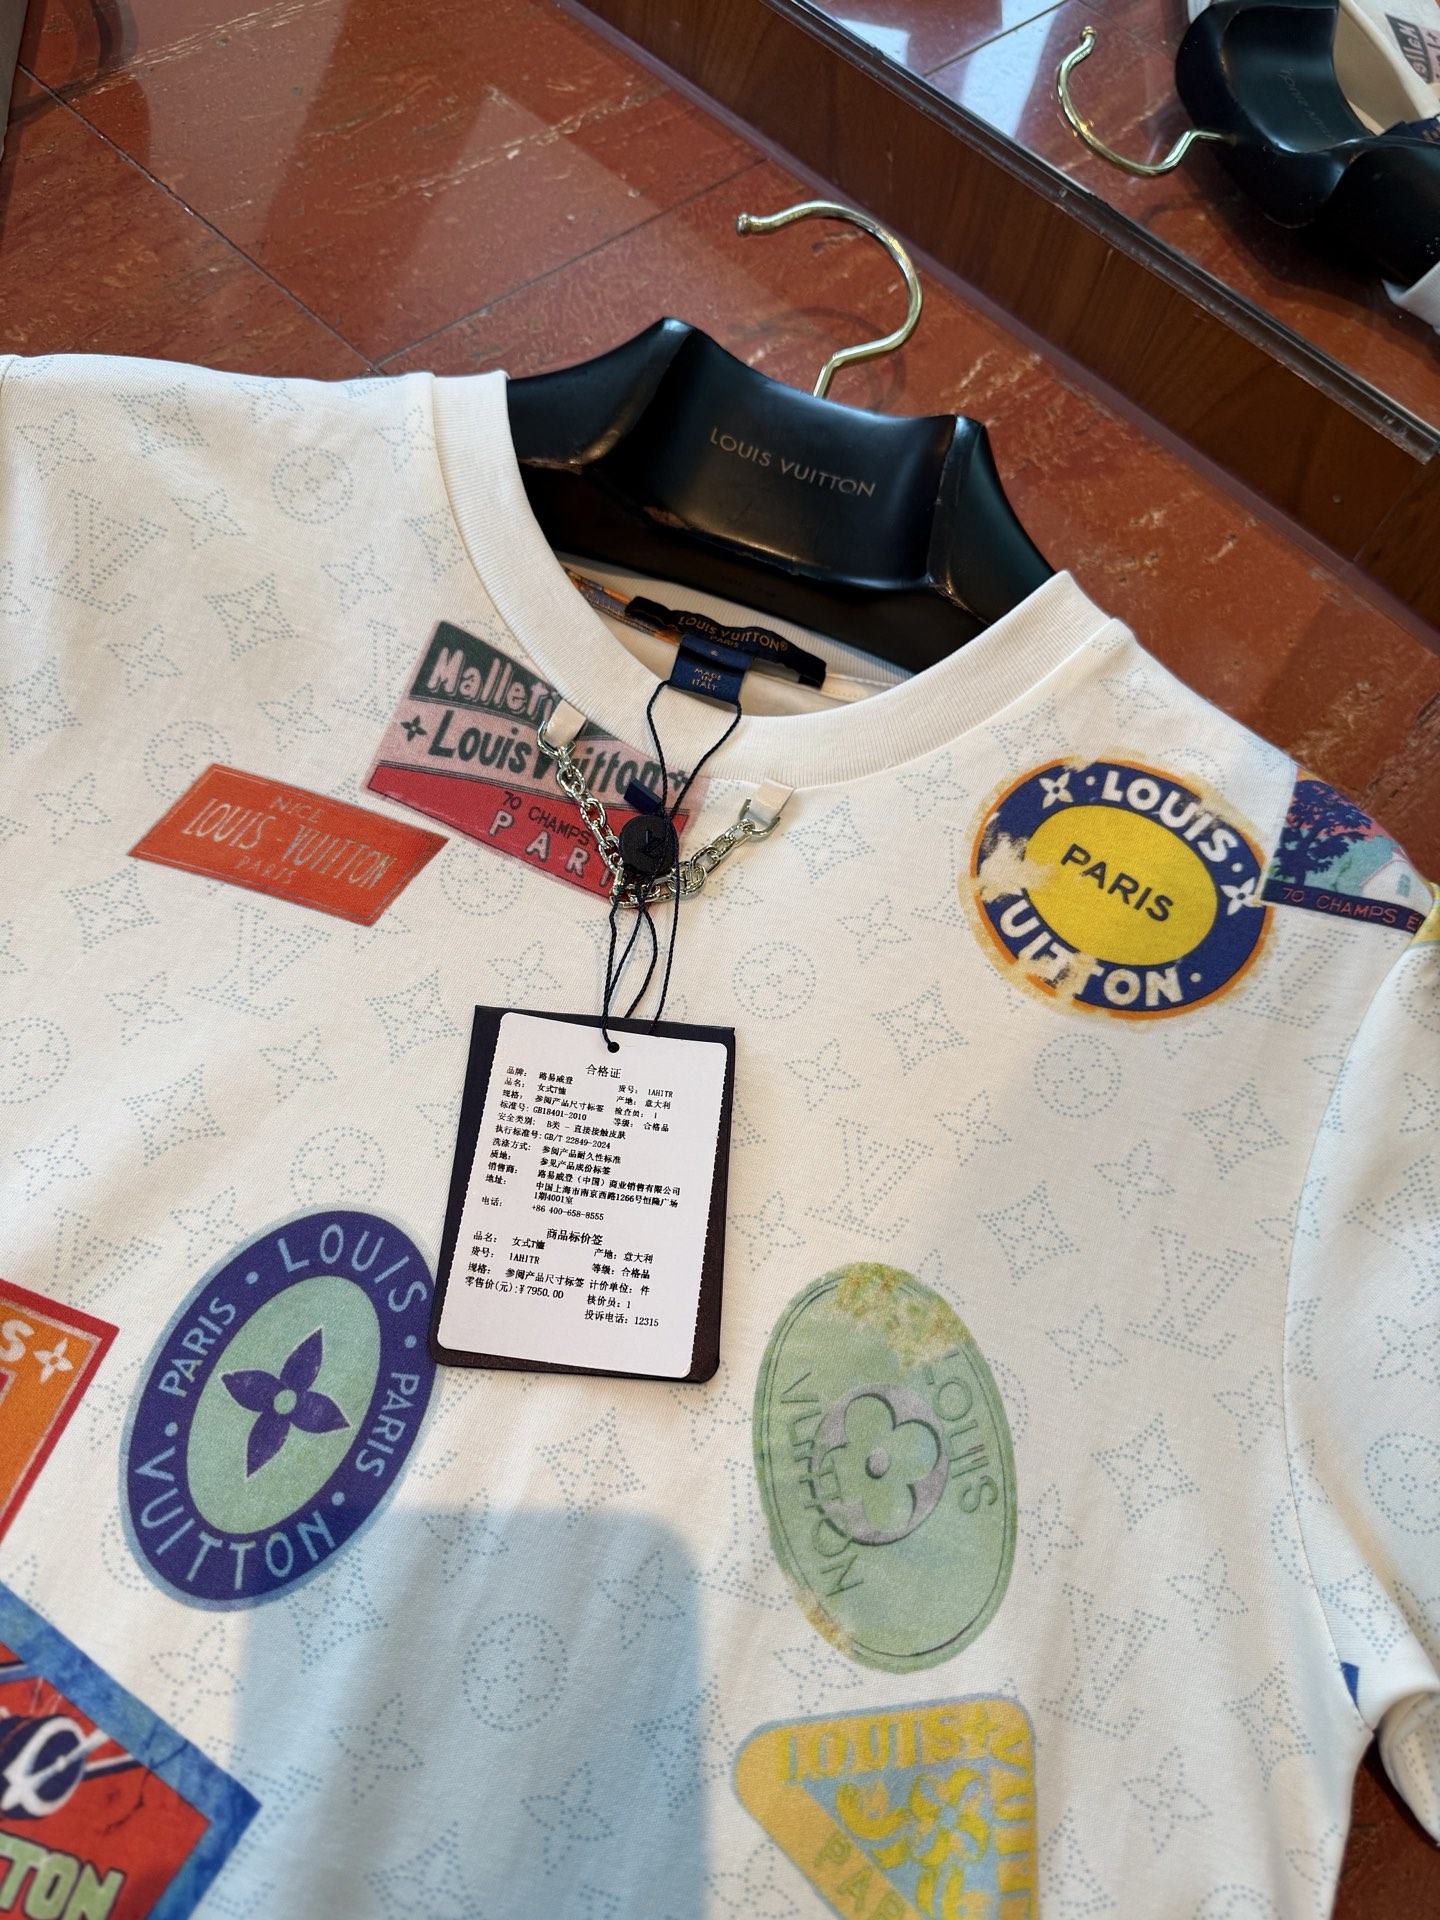 LOUIS VUITTON
LOUIS VUITTON®
PARIS
MADE
IN
ITALY
Malleti
Louis Vuitton
70 CHAMPS
PARI
NICE
LOUIS-VUITTON
PARIS
·LOUIS·
PARIS
UITTON·
70 CHAMPS E
合格证
品牌: 路易威登 货号: 1AHITR
品名: 女式T恤 产地: 意大利
规格: 参阅产品尺寸标签 检查员: 1
标准号: GB18401-2010 等级: 合格品
安全类别: B类 - 直接接触皮肤
执行标准号: GB/T 22849-2024
洗涤方式: 参阅产品耐久性标准
质地: 参见产品成份标签
销售商: 路易威登（中国）商业销售有限公司
地址: 中国上海市南京西路1266号恒隆广场
1期4001室
电话: +86 400-658-8555
商品标价签
品名: 女式T恤 产地: 意大利
货号: 1AHITR 等级: 合格品
规格: 参阅产品尺寸标签 计价单位: 件
零售价(元):¥7950.00 核价员: 1
投诉电话: 12315
LOUIS · PARIS · VUITTON · PARIS ·
LOUIS
VUITTON
S
TON
LOUIS
PAR